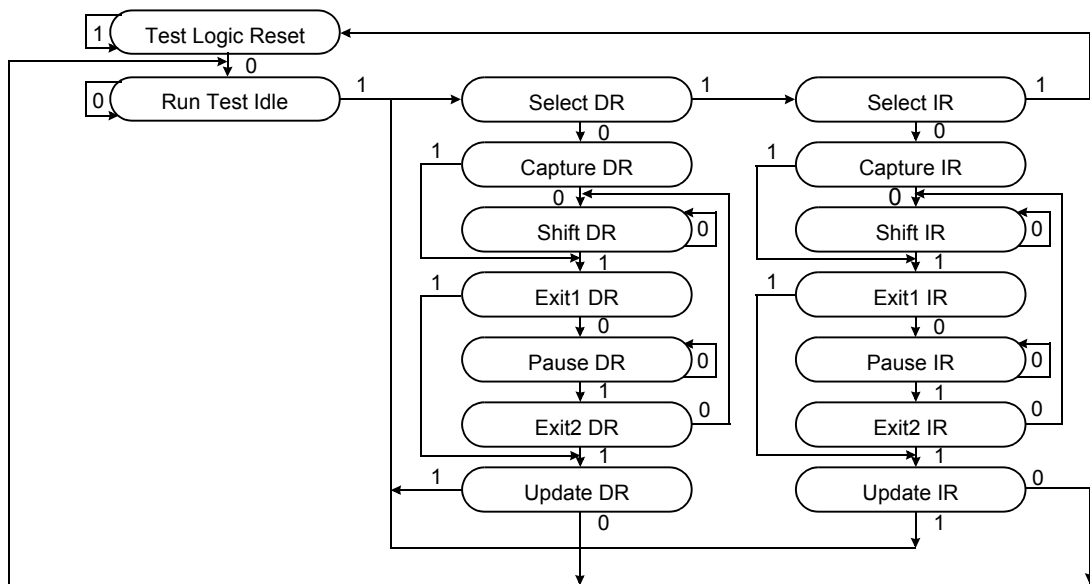 1
Test Logic Reset
0
0
Run Test Idle
1
Select DR
1
Select IR
1
0
0
1
Capture DR
1
Capture IR
0
0
Shift DR
0
Shift IR
0
1
1
1
Exit1 DR
1
Exit1 IR
0
0
Pause DR
0
Pause IR
0
1
1
Exit2 DR
0
Exit2 IR
0
1
1
1
Update DR
Update IR
0
0
1